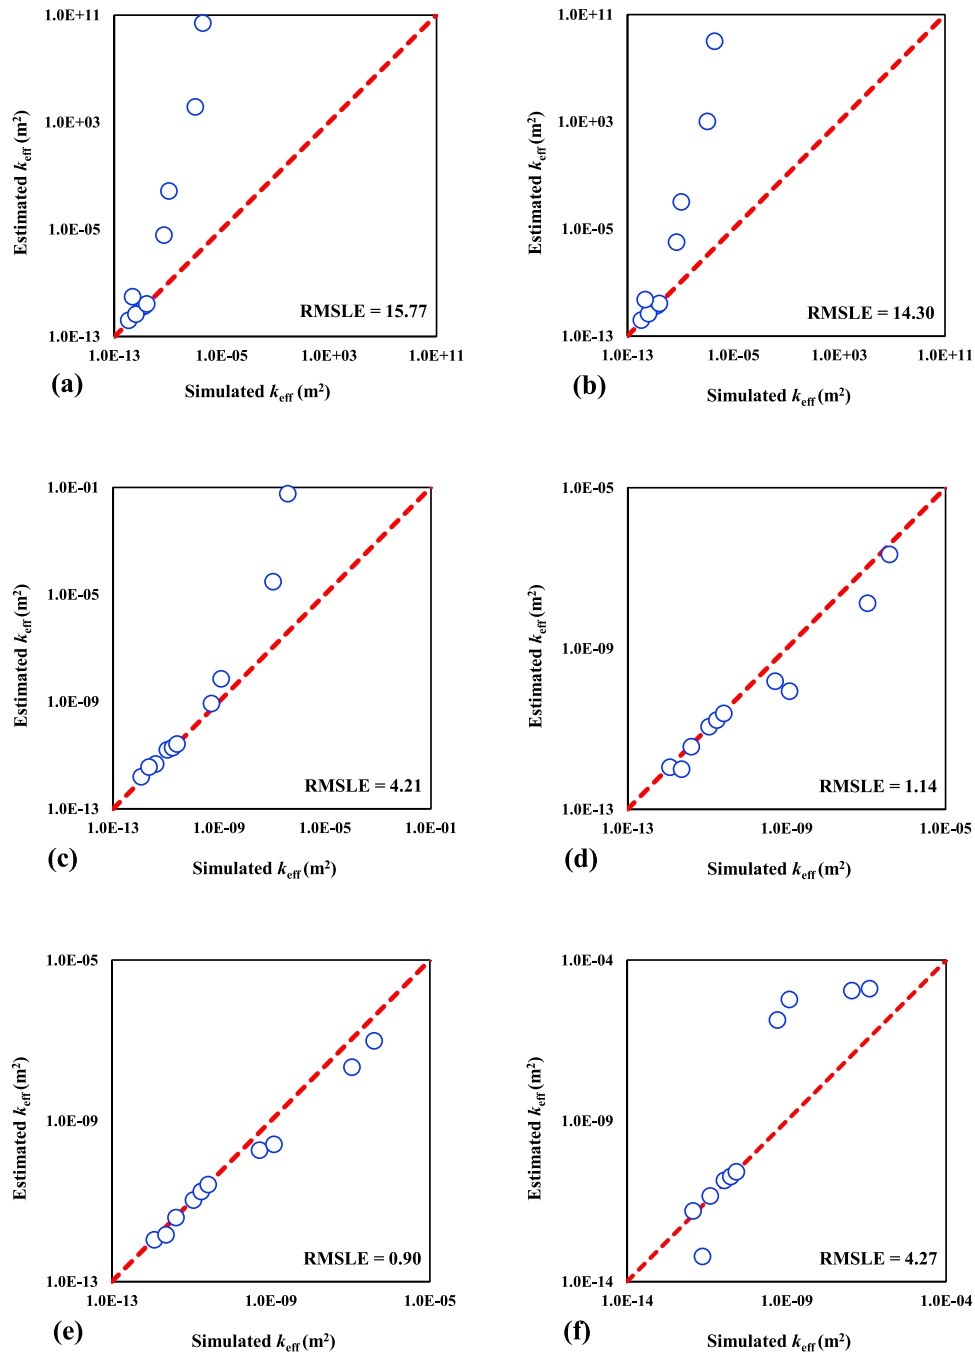 1.0E+11
1.0E+03
1.0E-05
1.0E-13
Estimated keff (m²)
RMSLE = 15.77
1.0E-13 1.0E-05 1.0E+03 1.0E+11
(a) Simulated keff (m²)
1.0E+11
1.0E+03
1.0E-05
1.0E-13
Estimated keff (m²)
RMSLE = 14.30
1.0E-13 1.0E-05 1.0E+03 1.0E+11
(b) Simulated keff (m²)
1.0E-01
1.0E-05
1.0E-09
1.0E-13
Estimated keff (m²)
RMSLE = 4.21
1.0E-13 1.0E-09 1.0E-05 1.0E-01
(c) Simulated keff (m²)
1.0E-05
1.0E-09
1.0E-13
Estimated keff (m²)
RMSLE = 1.14
1.0E-13 1.0E-09 1.0E-05
(d) Simulated keff (m²)
1.0E-05
1.0E-09
1.0E-13
Estimated keff (m²)
RMSLE = 0.90
1.0E-13 1.0E-09 1.0E-05
(e) Simulated keff (m²)
1.0E-04
1.0E-09
1.0E-14
Estimated keff (m²)
RMSLE = 4.27
1.0E-14 1.0E-09 1.0E-04
(f) Simulated keff (m²)